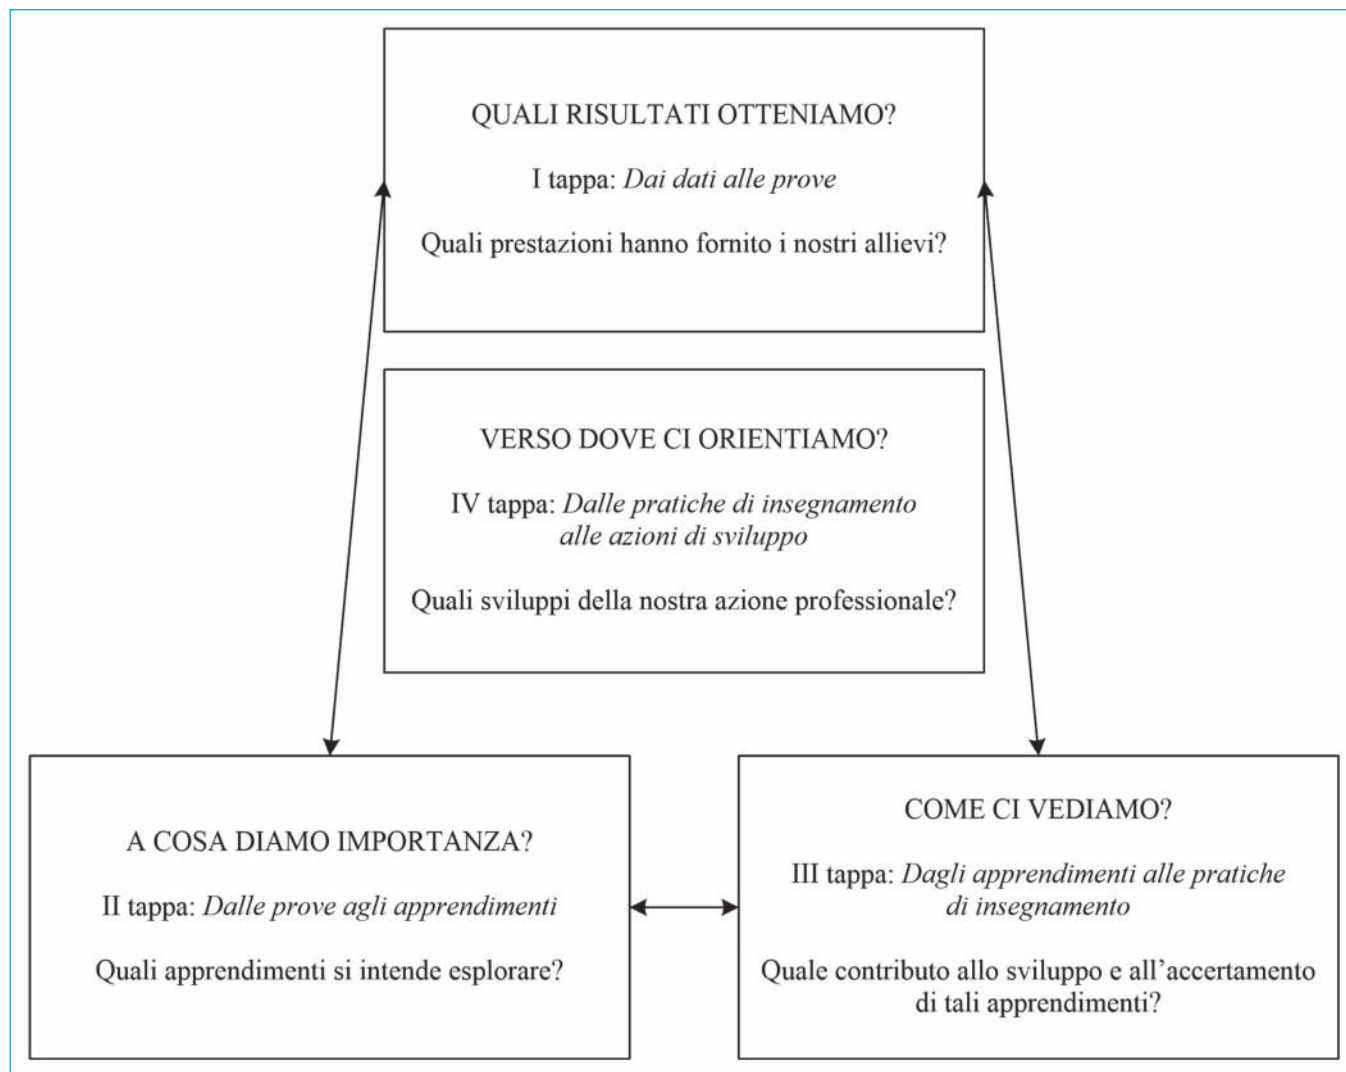 QUALI RISULTATI OTTENIAMO?
I tappa: Dai dati alle prove
Quali prestazioni hanno fornito i nostri allievi?
VERSO DOVE CI ORIENTIAMO?
IV tappa: Dalle pratiche di insegnamento
alle azioni di sviluppo
Quali sviluppi della nostra azione professionale?
A COSA DIAMO IMPORTANZA?
II tappa: Dalle prove agli apprendimenti
Quali apprendimenti si intende esplorare?
COME CI VEDIAMO?
III tappa: Dagli apprendimenti alle pratiche
di insegnamento
Quale contributo allo sviluppo e all’accertamento
di tali apprendimenti?